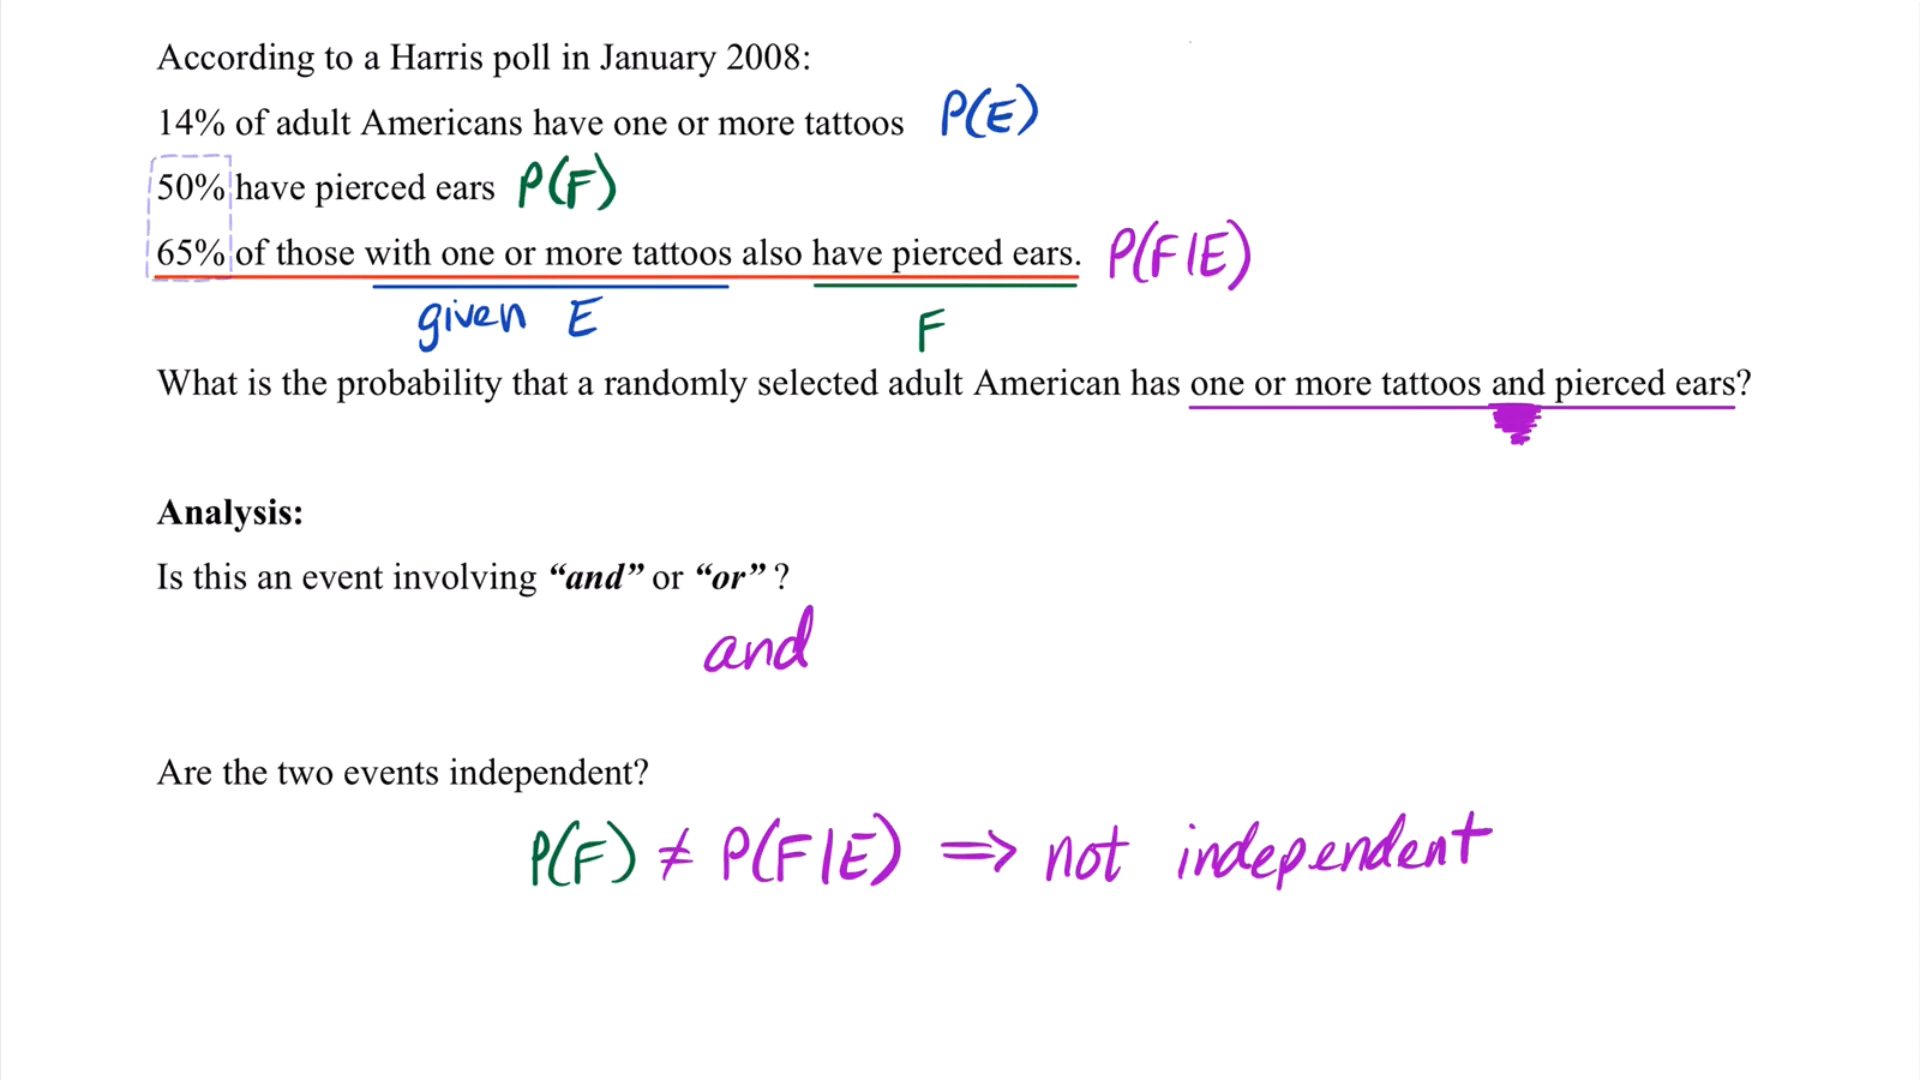 According to a Harris poll in January 2008:
14% of adult Americans have one or more tattoos P(E)
50% have pierced ears P(F)
65% of those with one or more tattoos also have pierced ears. P(F|E)
given E F
What is the probability that a randomly selected adult American has one or more tattoos and pierced ears?
Analysis:
Is this an event involving “and” or “or” ?
and
Are the two events independent?
P(F) ≠ P(F|E) => not independent